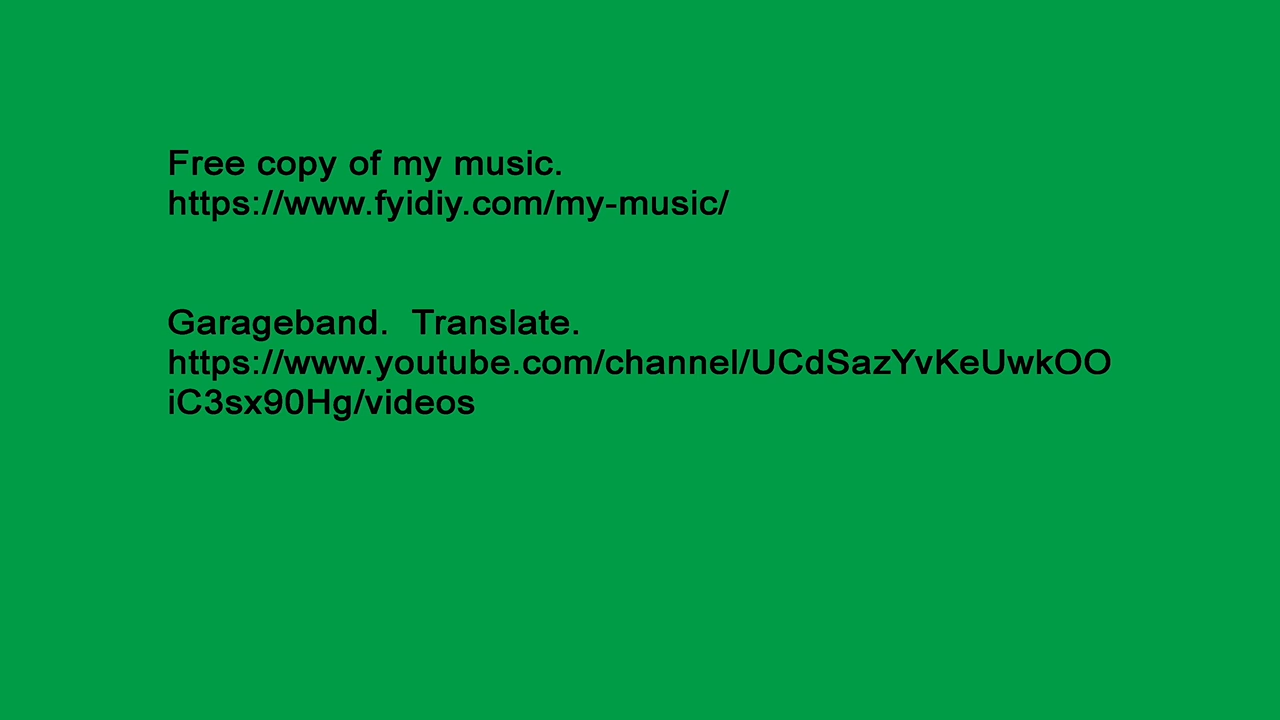 Free copy of my music.
https://www.fyidiy.com/my-music/
Garageband.  Translate.
https://www.youtube.com/channel/UCdSazYvKeUwkOO
iC3sx90Hg/videos